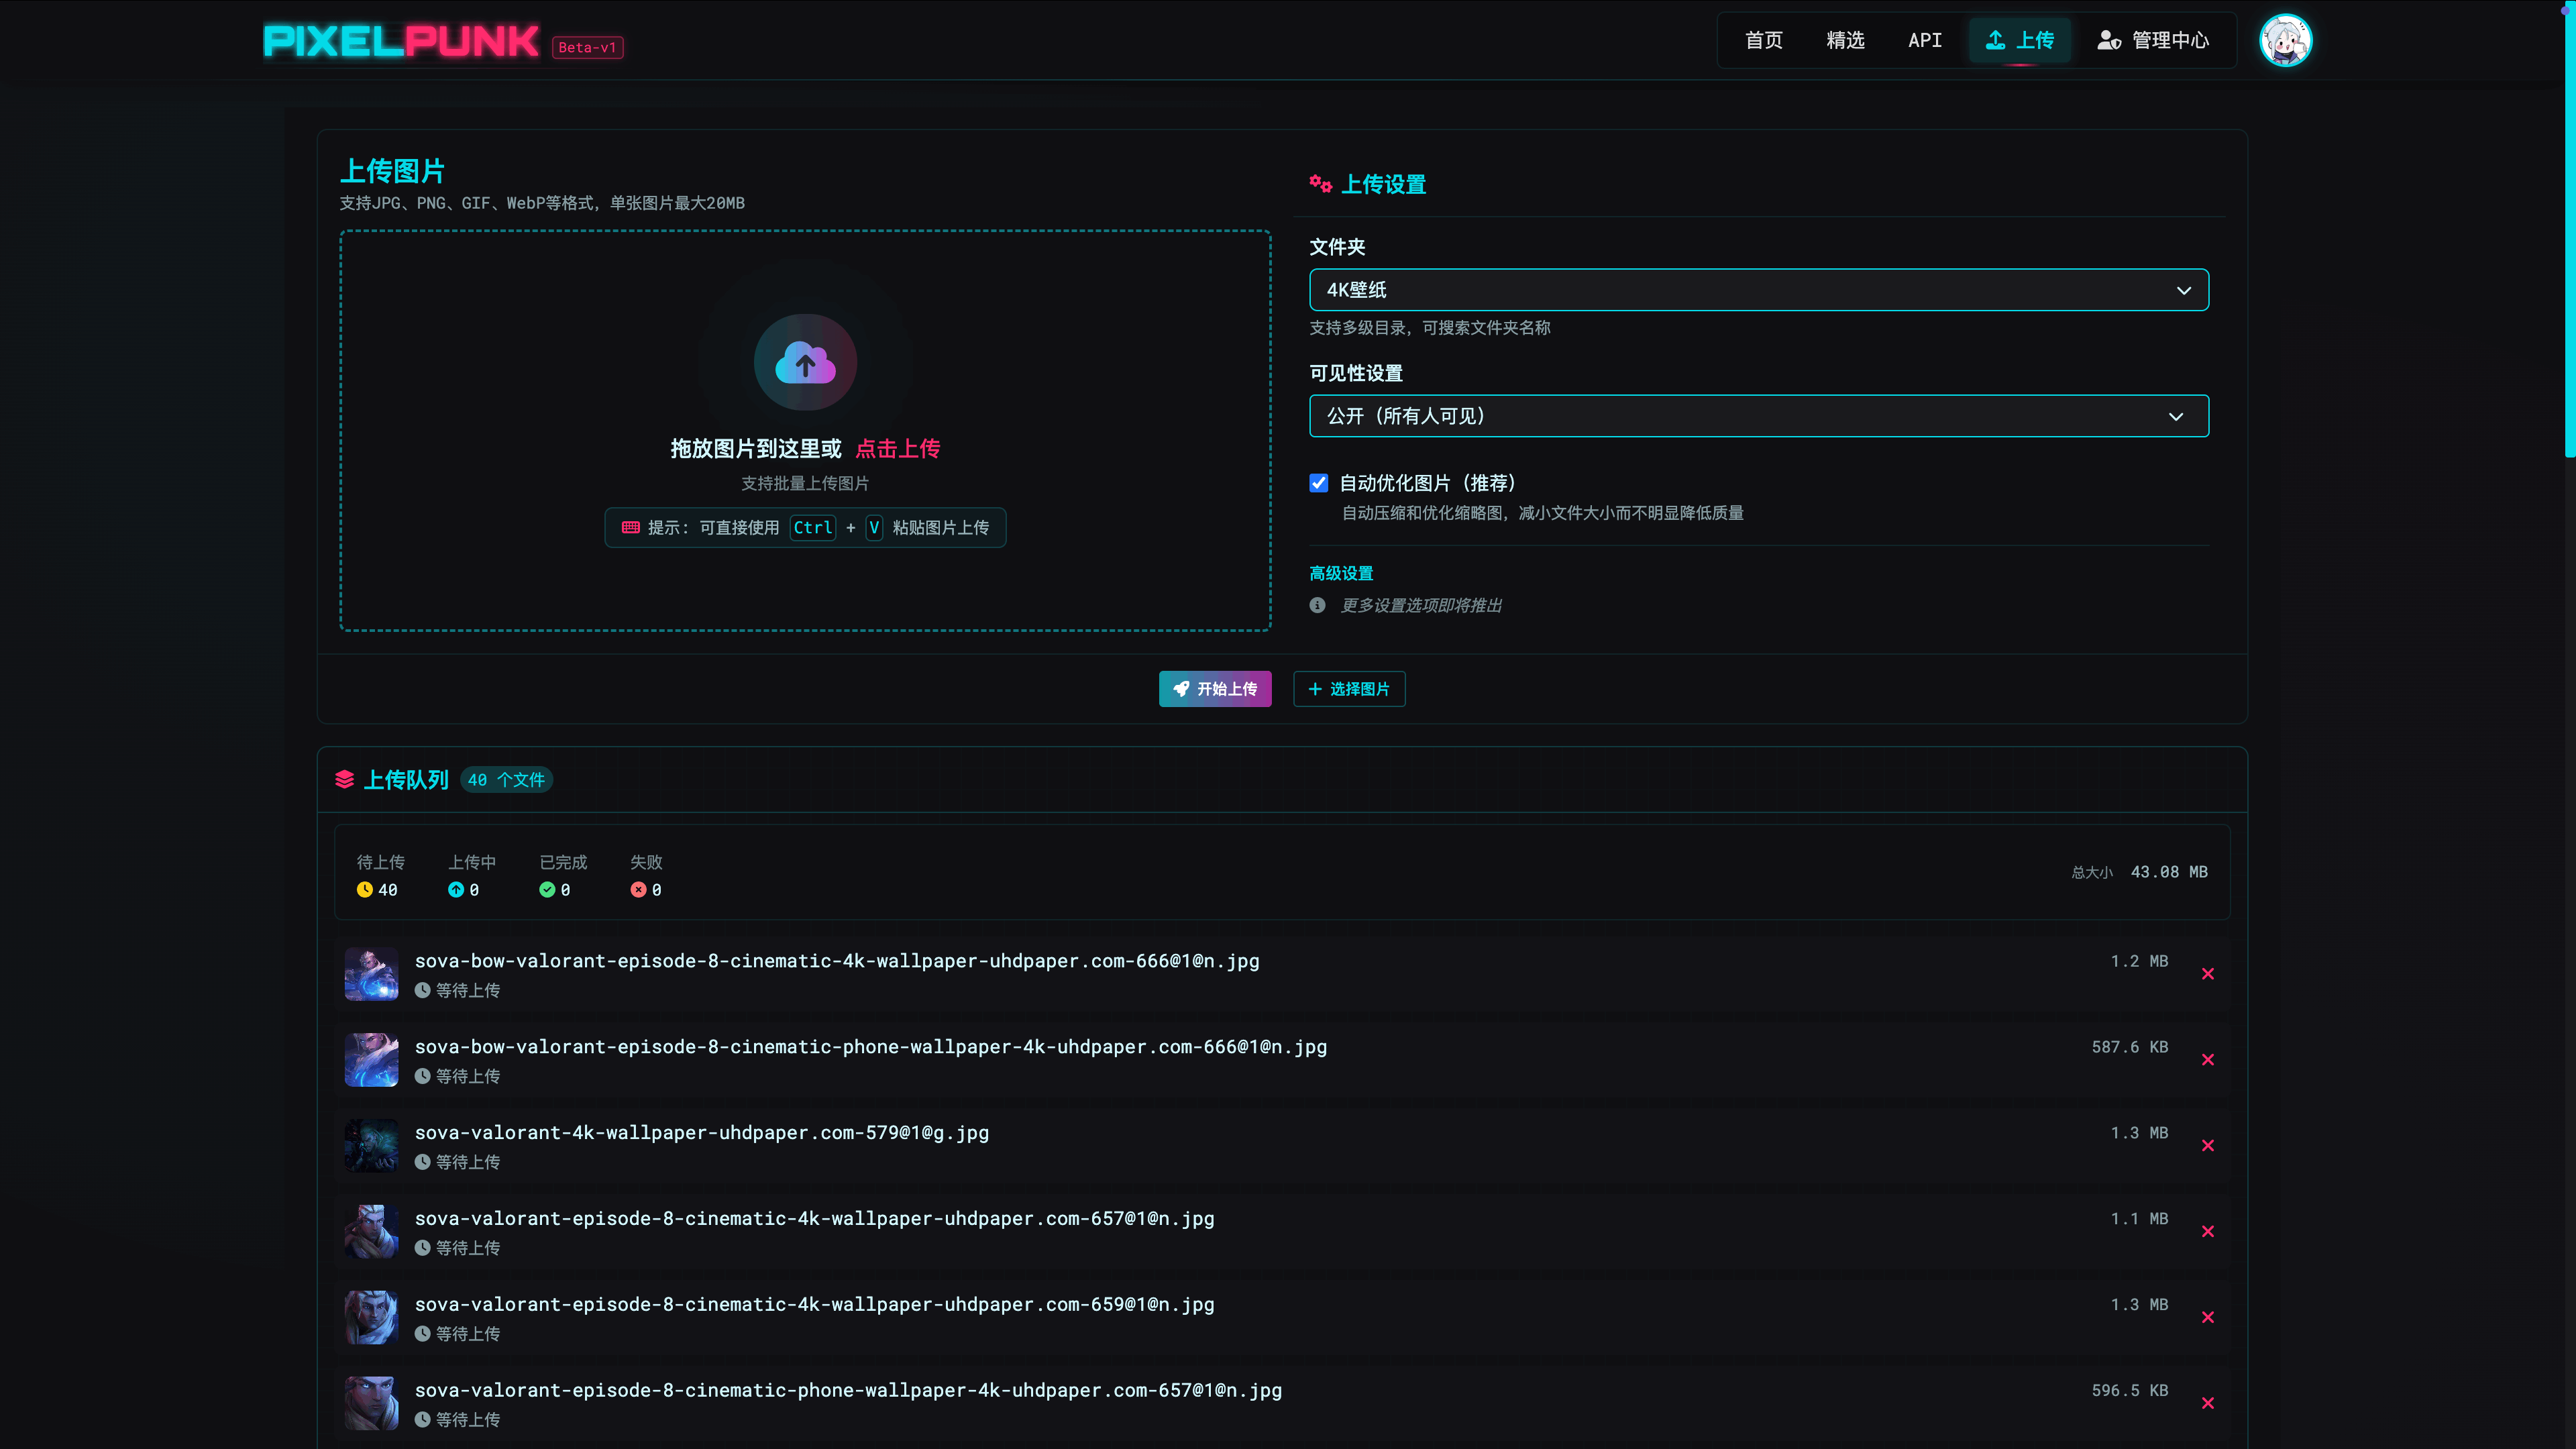 PIXELPUNK Beta-v1
首页 精选 API 上传 管理中心
上传图片
支持JPG、PNG、GIF、WebP等格式，单张图片最大20MB
拖放图片到这里或 点击上传
支持批量上传图片
提示： 可直接使用 Ctrl + V 粘贴图片上传
上传设置
文件夹
4K壁纸
支持多级目录，可搜索文件夹名称
可见性设置
公开（所有人可见）
自动优化图片（推荐）
自动压缩和优化缩略图，减小文件大小而不明显降低质量
高级设置
更多设置选项即将推出
开始上传 选择图片
上传队列 40 个文件
待上传 上传中 已完成 失败
40 0 0 0
总大小 43.08 MB
sova-bow-valorant-episode-8-cinematic-4k-wallpaper-uhdpaper.com-666@1@n.jpg 1.2 MB
等待上传
sova-bow-valorant-episode-8-cinematic-phone-wallpaper-4k-uhdpaper.com-666@1@n.jpg 587.6 KB
等待上传
sova-valorant-4k-wallpaper-uhdpaper.com-579@1@g.jpg 1.3 MB
等待上传
sova-valorant-episode-8-cinematic-4k-wallpaper-uhdpaper.com-657@1@n.jpg 1.1 MB
等待上传
sova-valorant-episode-8-cinematic-4k-wallpaper-uhdpaper.com-659@1@n.jpg 1.3 MB
等待上传
sova-valorant-episode-8-cinematic-phone-wallpaper-4k-uhdpaper.com-657@1@n.jpg 596.5 KB
等待上传